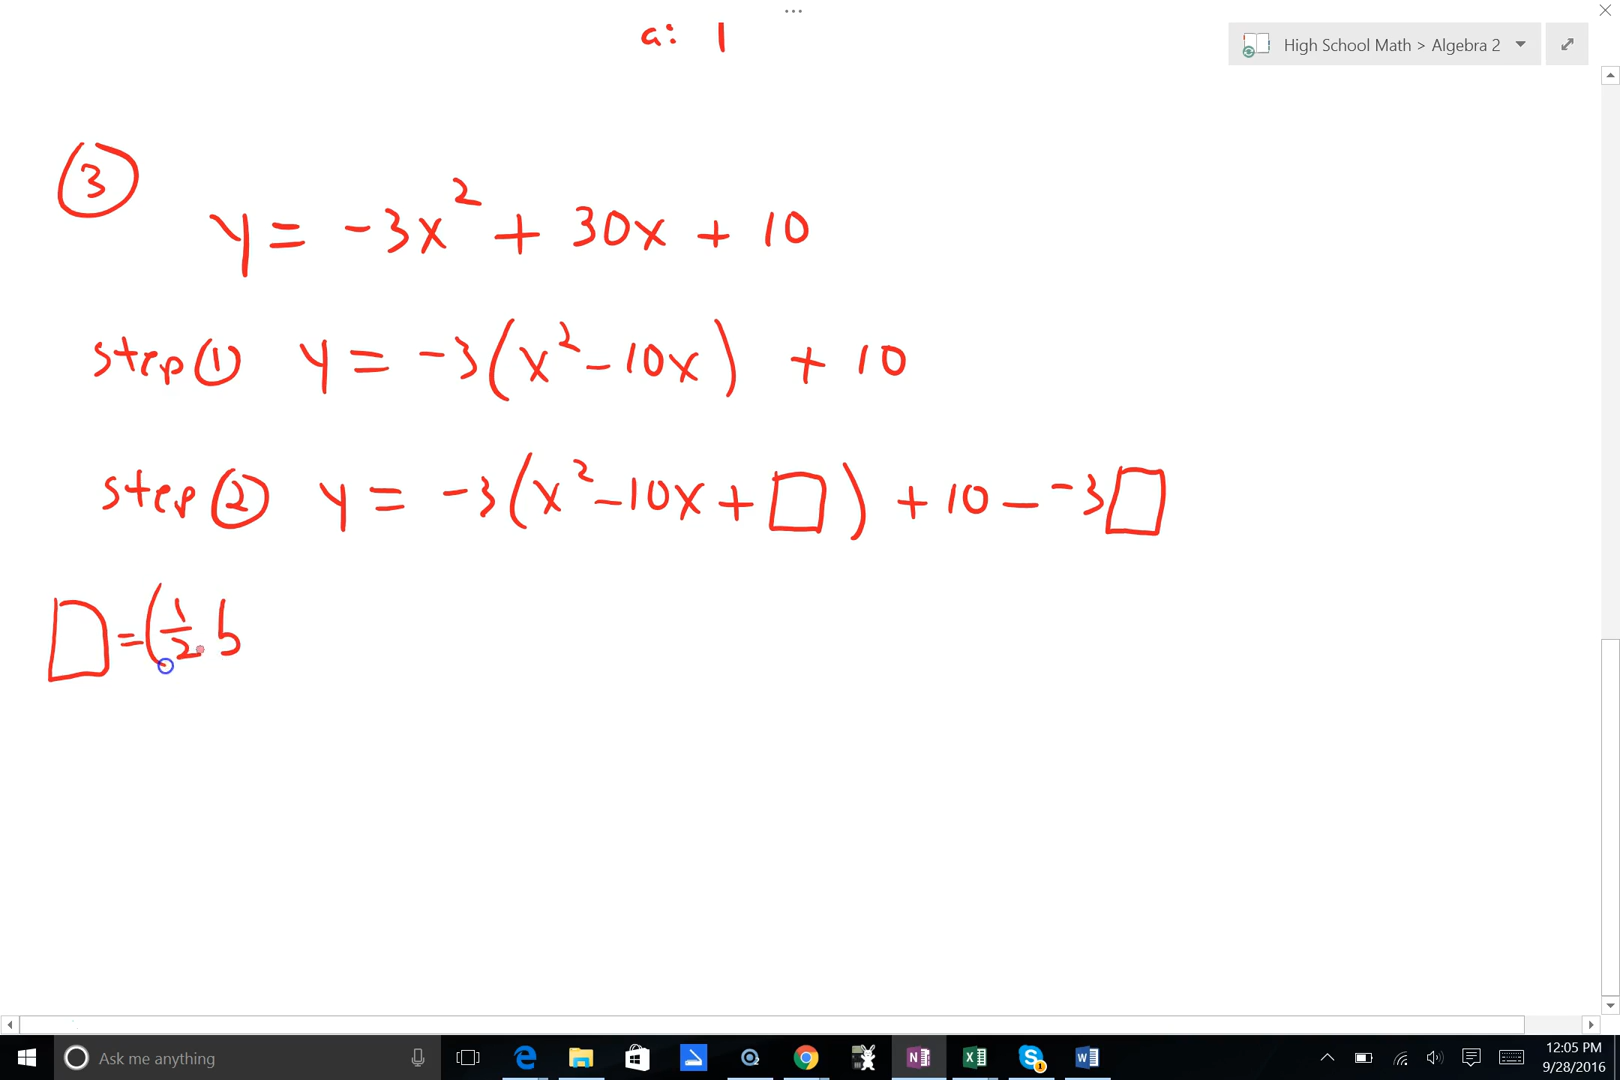 a: 1
High School Math > Algebra 2
3
y = -3x² + 30x + 10
step 1 y = -3(x² - 10x) + 10
step 2 y = -3(x² - 10x + □) + 10 - -3□
□ = (1/2 · b
Ask me anything
12:05 PM
9/28/2016